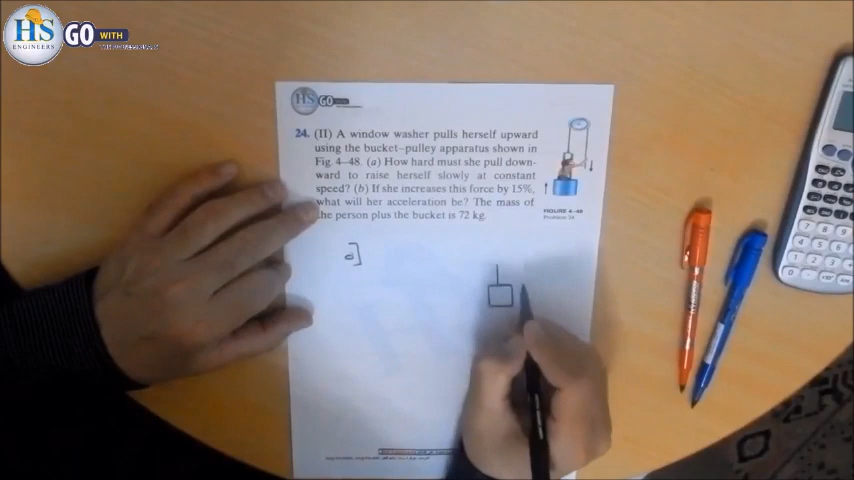 HS
ENGINEERS
GO WITH
HS GO
24. (II) A window washer pulls herself upward
using the bucket–pulley apparatus shown in
Fig. 4–48. (a) How hard must she pull down-
ward to raise herself slowly at constant
speed? (b) If she increases this force by 15%,
what will her acceleration be? The mass of
the person plus the bucket is 72 kg.
FIGURE 4–48
Problem 24
a]